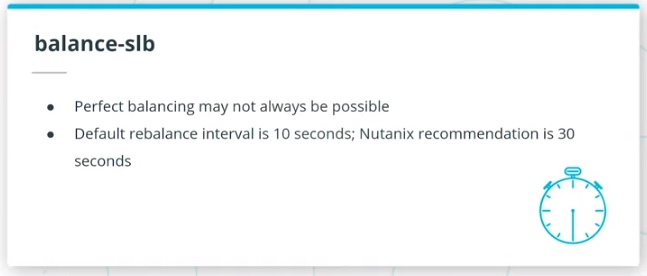 balance-slb
● Perfect balancing may not always be possible
● Default rebalance interval is 10 seconds; Nutanix recommendation is 30
seconds